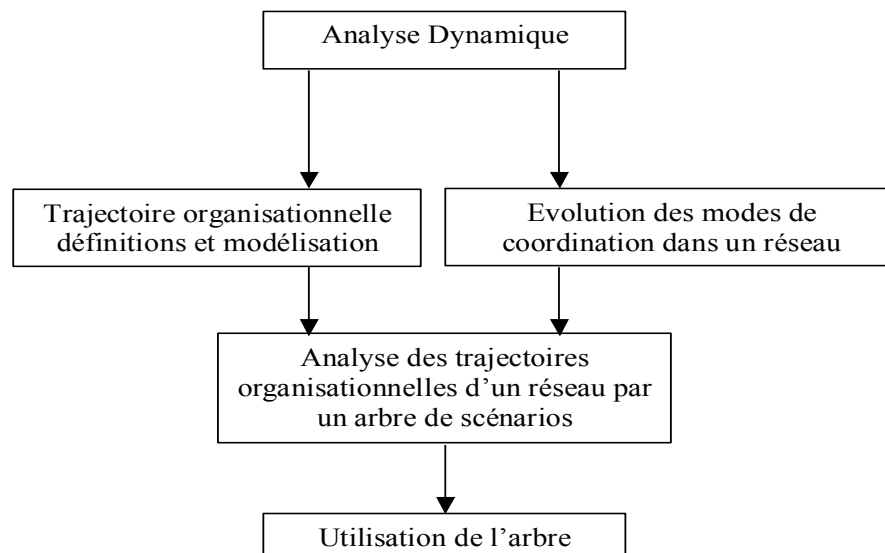 Analyse Dynamique
Trajectoire organisationnelle
définitions et modélisation
Evolution des modes de
coordination dans un réseau
Analyse des trajectoires
organisationnelles d’un réseau par
un arbre de scénarios
Utilisation de l’arbre